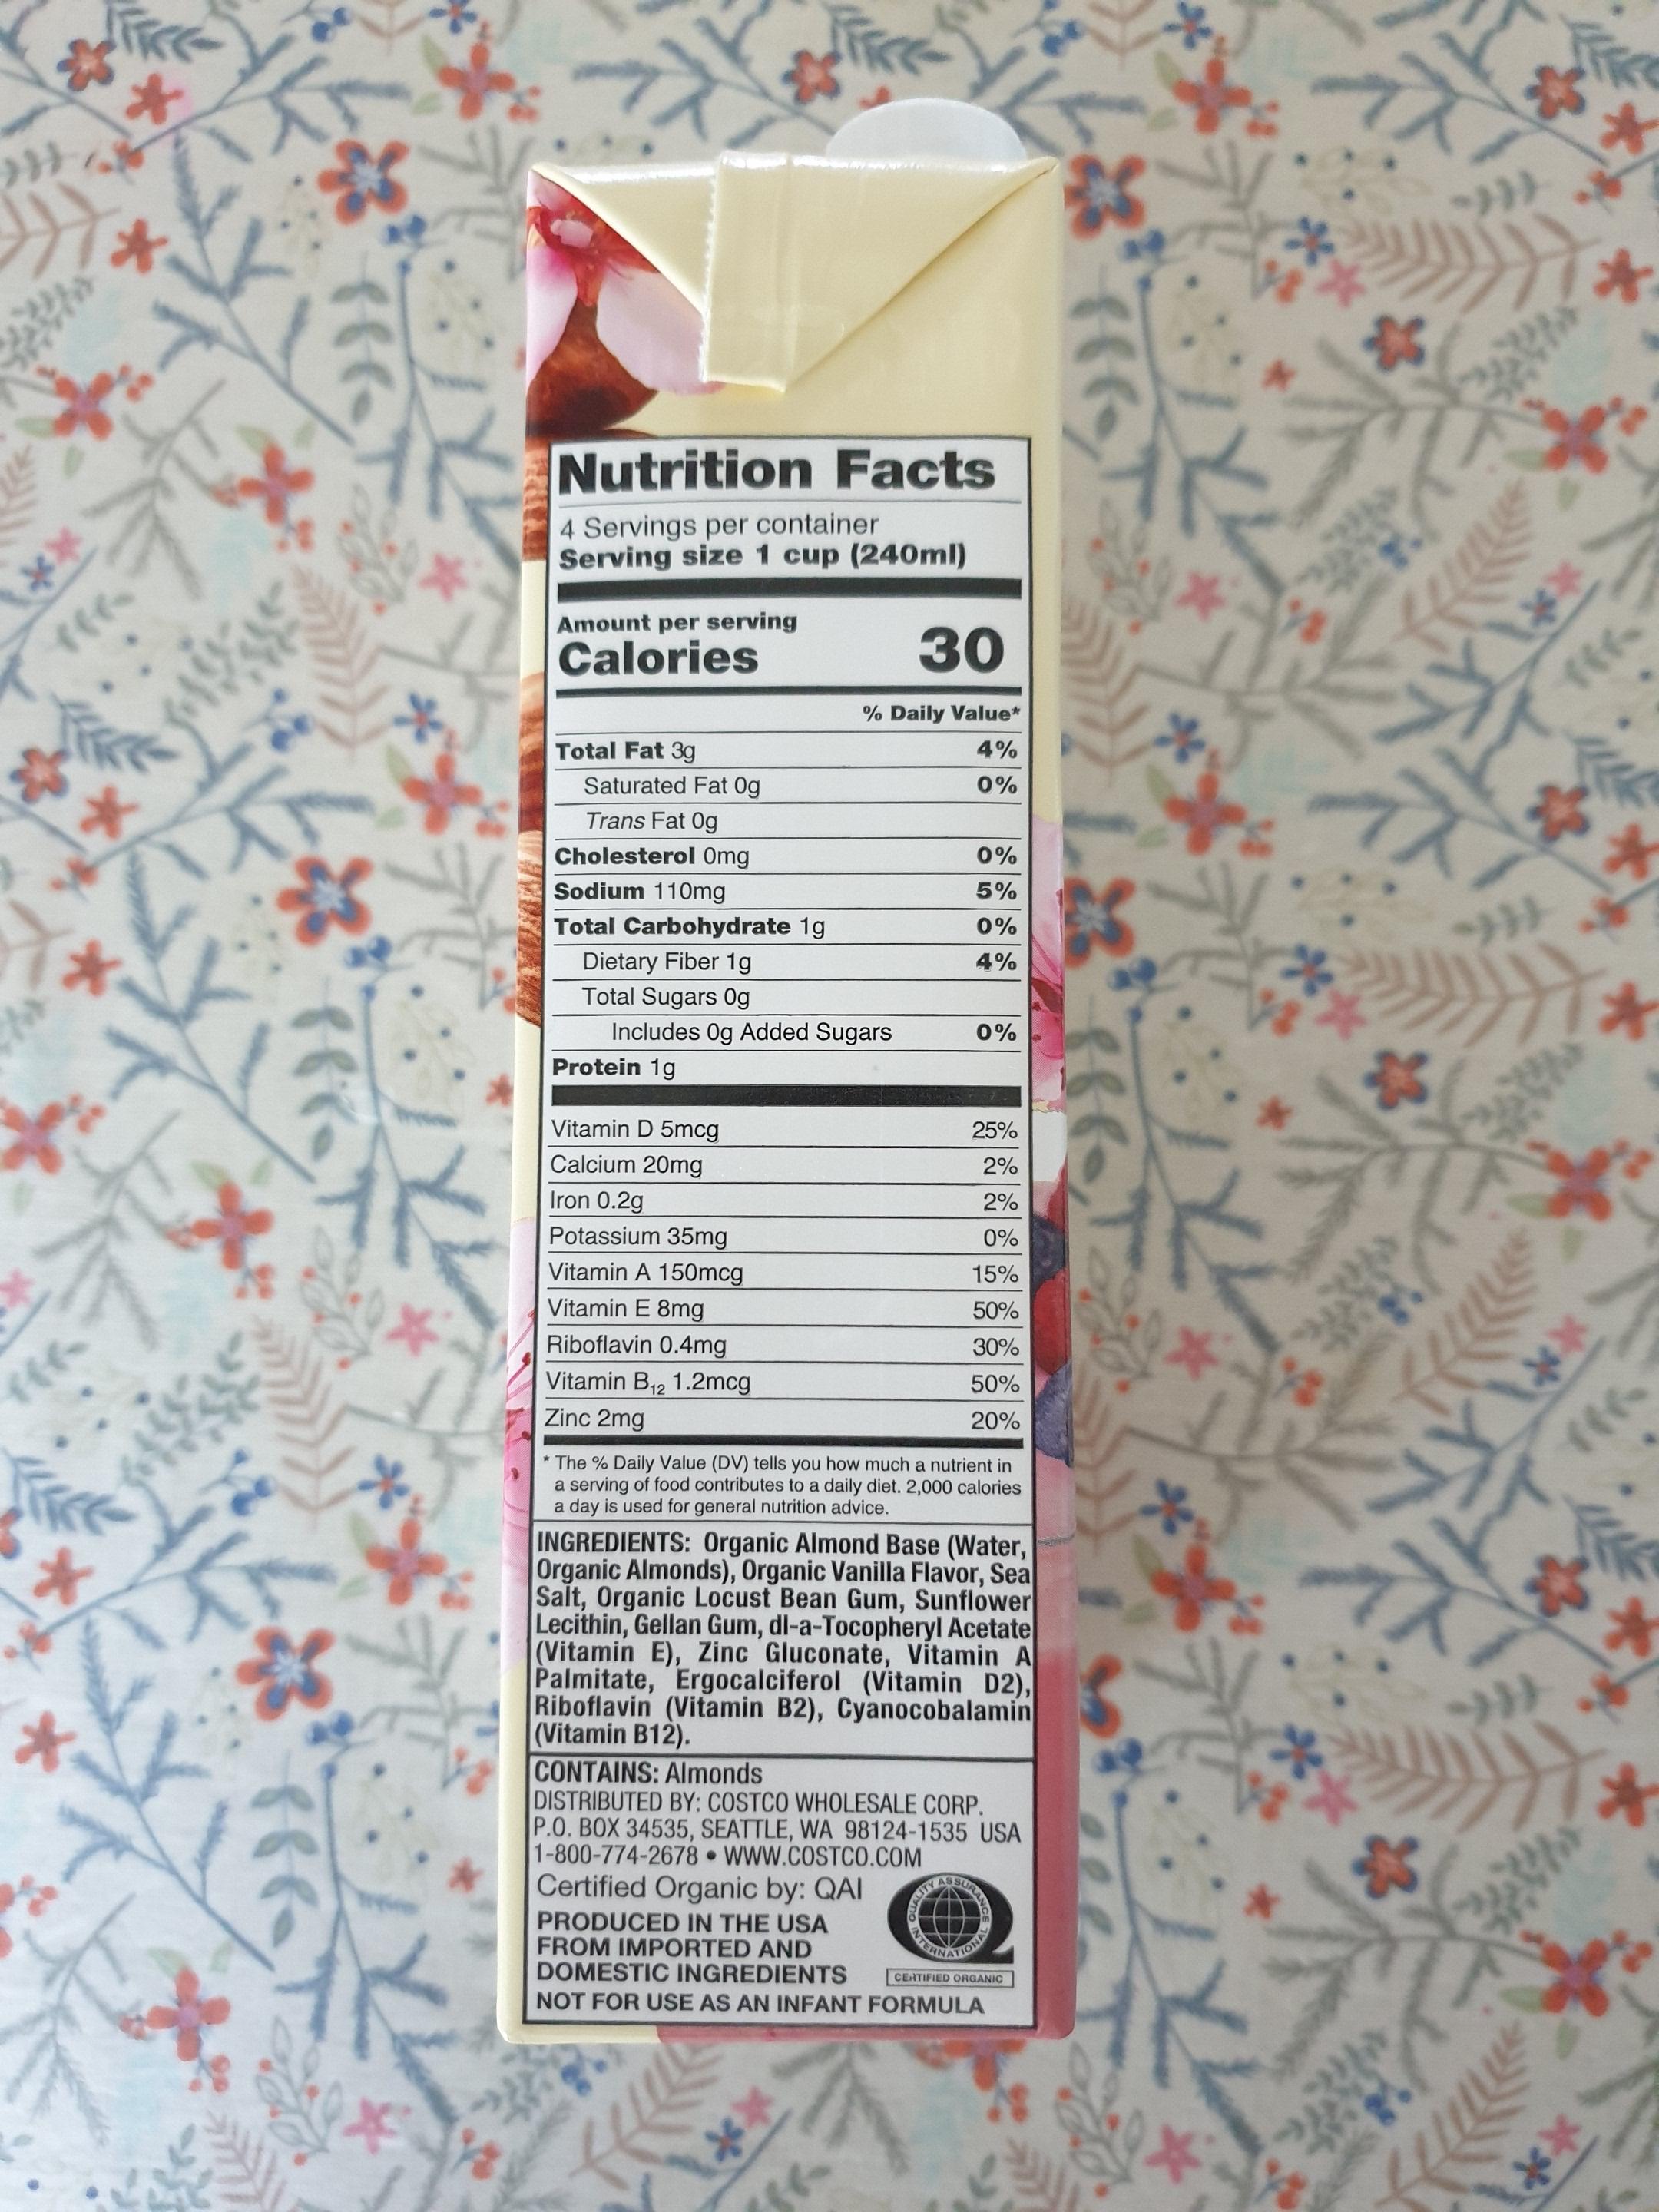 Nutrition Facts
4 Servings per container
Serving size 1 cup (240ml)
Amount per serving
Calories 30
% Daily Value*
Total Fat 3g 4%
Saturated Fat 0g 0%
Trans Fat 0g
Cholesterol 0mg 0%
Sodium 110mg 5%
Total Carbohydrate 1g 0%
Dietary Fiber 1g 4%
Total Sugars 0g
Includes 0g Added Sugars 0%
Protein 1g
Vitamin D 5mcg 25%
Calcium 20mg 2%
Iron 0.2g 2%
Potassium 35mg 0%
Vitamin A 150mcg 15%
Vitamin E 8mg 50%
Riboflavin 0.4mg 30%
Vitamin B12 1.2mcg 50%
Zinc 2mg 20%
* The % Daily Value (DV) tells you how much a nutrient in
a serving of food contributes to a daily diet. 2,000 calories
a day is used for general nutrition advice.
INGREDIENTS: Organic Almond Base (Water,
Organic Almonds), Organic Vanilla Flavor, Sea
Salt, Organic Locust Bean Gum, Sunflower
Lecithin, Gellan Gum, dl-a-Tocopheryl Acetate
(Vitamin E), Zinc Gluconate, Vitamin A
Palmitate, Ergocalciferol (Vitamin D2),
Riboflavin (Vitamin B2), Cyanocobalamin
(Vitamin B12).
CONTAINS: Almonds
DISTRIBUTED BY: COSTCO WHOLESALE CORP.
P.O. BOX 34535, SEATTLE, WA 98124-1535 USA
1-800-774-2678 • WWW.COSTCO.COM
Certified Organic by: QAI
PRODUCED IN THE USA
FROM IMPORTED AND
DOMESTIC INGREDIENTS
QUALITY ASSURANCE
INTERNATIONAL
CERTIFIED ORGANIC
NOT FOR USE AS AN INFANT FORMULA